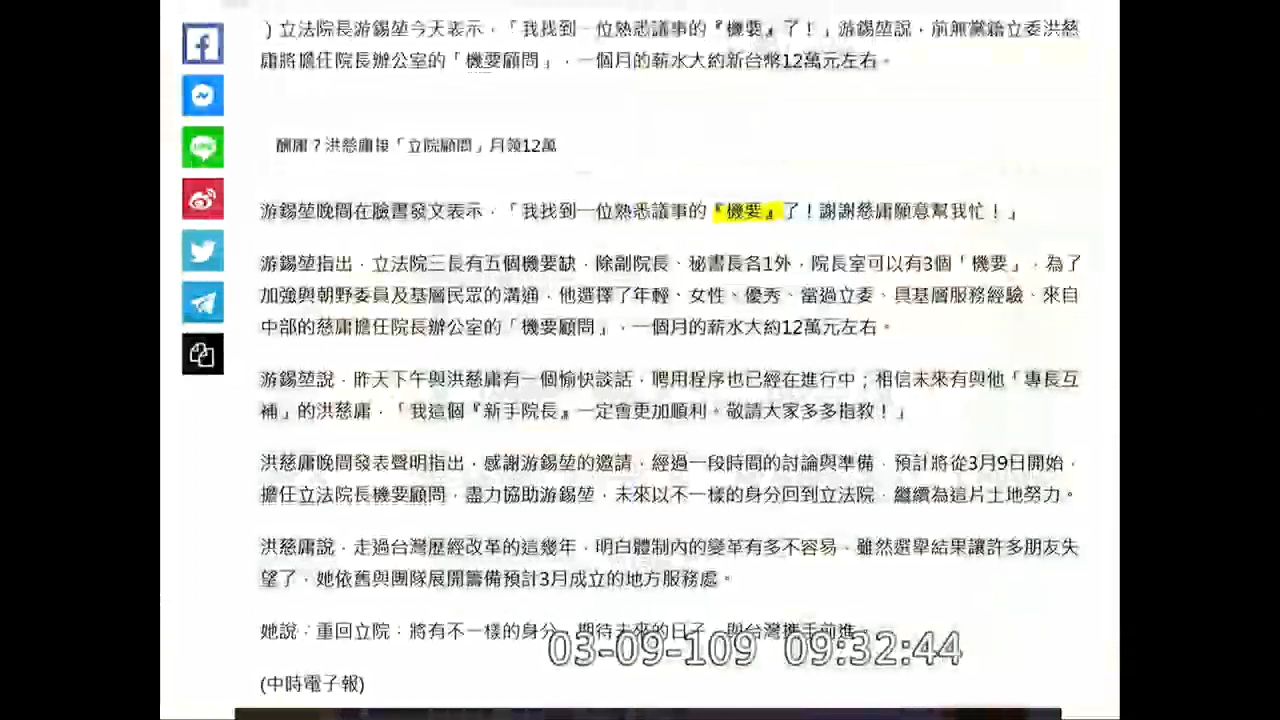 ）立法院長游錫堃今天表示，「我找到一位熟悉議事的『機要』了！」游錫堃說，前無黨籍立委洪慈
庸將擔任院長辦公室的「機要顧問」，一個月的薪水大約新台幣12萬元左右。
酬庸？洪慈庸接「立院顧問」月領12萬
游錫堃晚間在臉書發文表示，「我找到一位熟悉議事的『機要』了！謝謝慈庸願意幫我忙！」
游錫堃指出，立法院三長有五個機要缺，除副院長、秘書長各1外，院長室可以有3個「機要」，為了
加強與朝野委員及基層民眾的溝通，他選擇了年輕、女性、優秀、當過立委、具基層服務經驗、來自
中部的慈庸擔任院長辦公室的「機要顧問」，一個月的薪水大約12萬元左右。
游錫堃說，昨天下午與洪慈庸有一個愉快談話，聘用程序也已經在進行中；相信未來有與他「專長互
補」的洪慈庸，「我這個『新手院長』一定會更加順利。敬請大家多多指教！」
洪慈庸晚間發表聲明指出，感謝游錫堃的邀請，經過一段時間的討論與準備，預計將從3月9日開始，
擔任立法院長機要顧問，盡力協助游錫堃，未來以不一樣的身分回到立法院，繼續為這片土地努力。
洪慈庸說，走過台灣歷經改革的這幾年，明白體制內的變革有多不容易，雖然選舉結果讓許多朋友失
望了，她依舊與團隊展開籌備預計3月成立的地方服務處。
她說，重回立院，將有不一樣的身分，期待未來的日子，與台灣攜手前進。
03-09-109 09:32:44
(中時電子報)